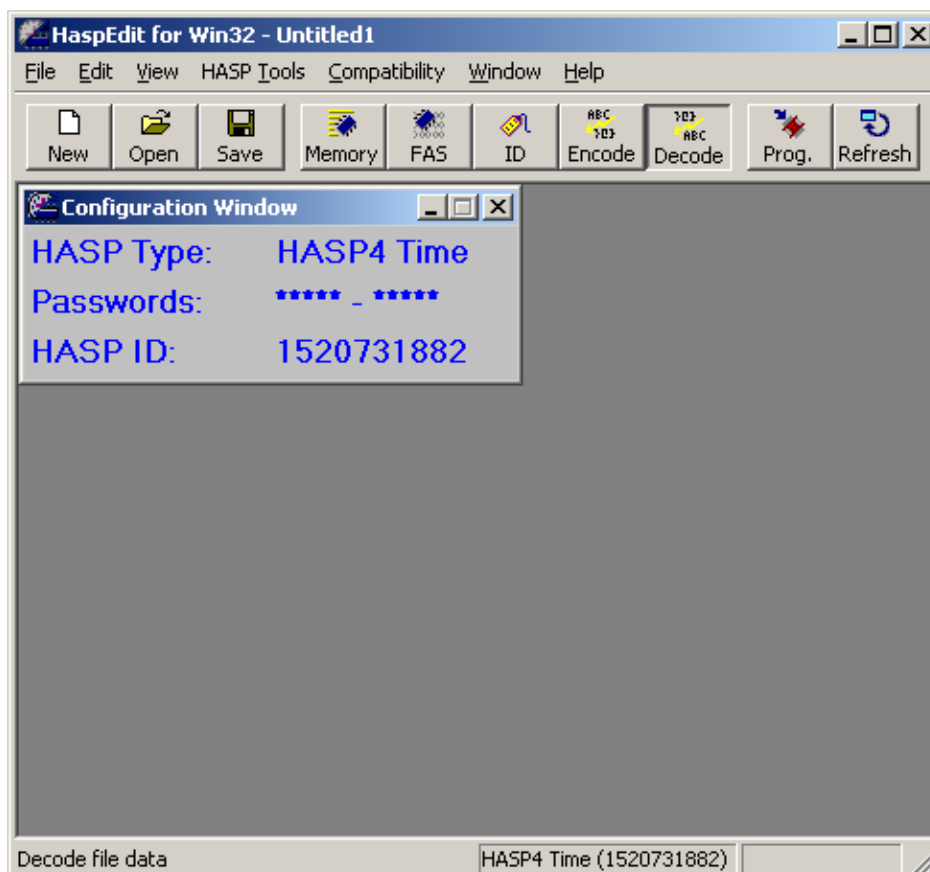 HaspEdit for Win32 - Untitled1
File Edit View HASP Tools Compatibility Window Help
New Open Save Memory FAS ID Encode Decode Prog. Refresh
Configuration Window
HASP Type: HASP4 Time
Passwords: ***** - *****
HASP ID: 1520731882
Decode file data HASP4 Time (1520731882)